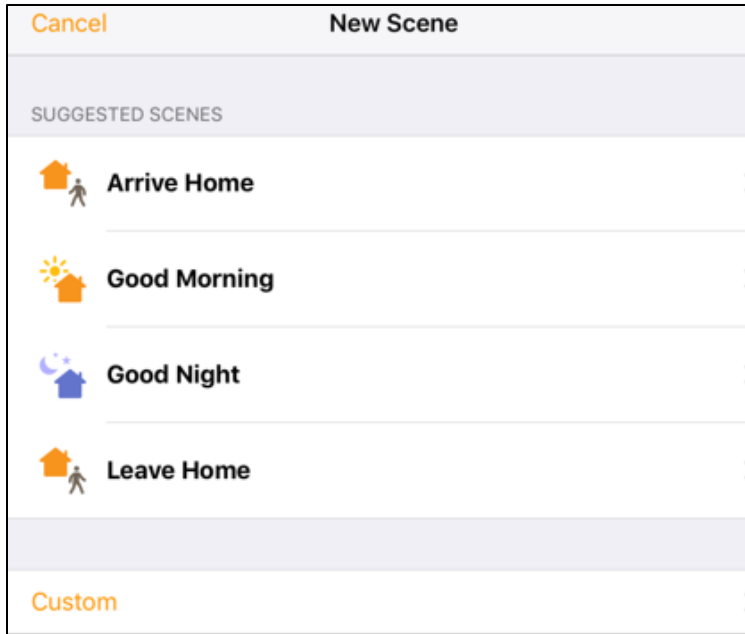 Cancel New Scene
SUGGESTED SCENES
Arrive Home
Good Morning
Good Night
Leave Home
Custom